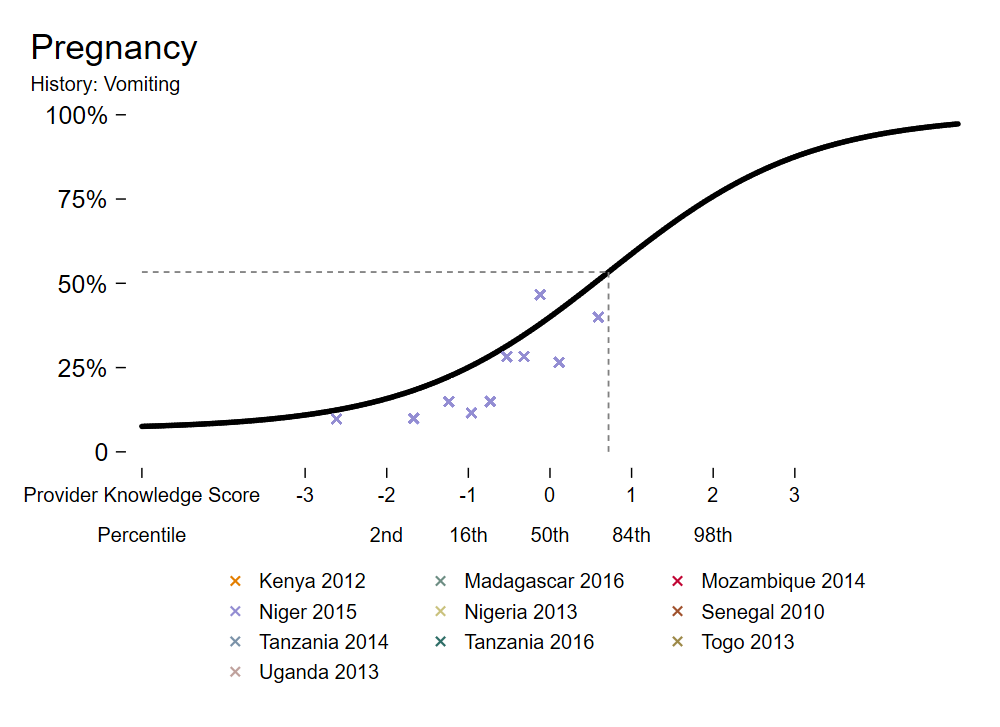 Pregnancy
History: Vomiting
100%
75%
50%
25%
0
Provider Knowledge Score -3 -2 -1 0 1 2 3
Percentile 2nd 16th 50th 84th 98th
Kenya 2012 Madagascar 2016 Mozambique 2014
Niger 2015 Nigeria 2013 Senegal 2010
Tanzania 2014 Tanzania 2016 Togo 2013
Uganda 2013